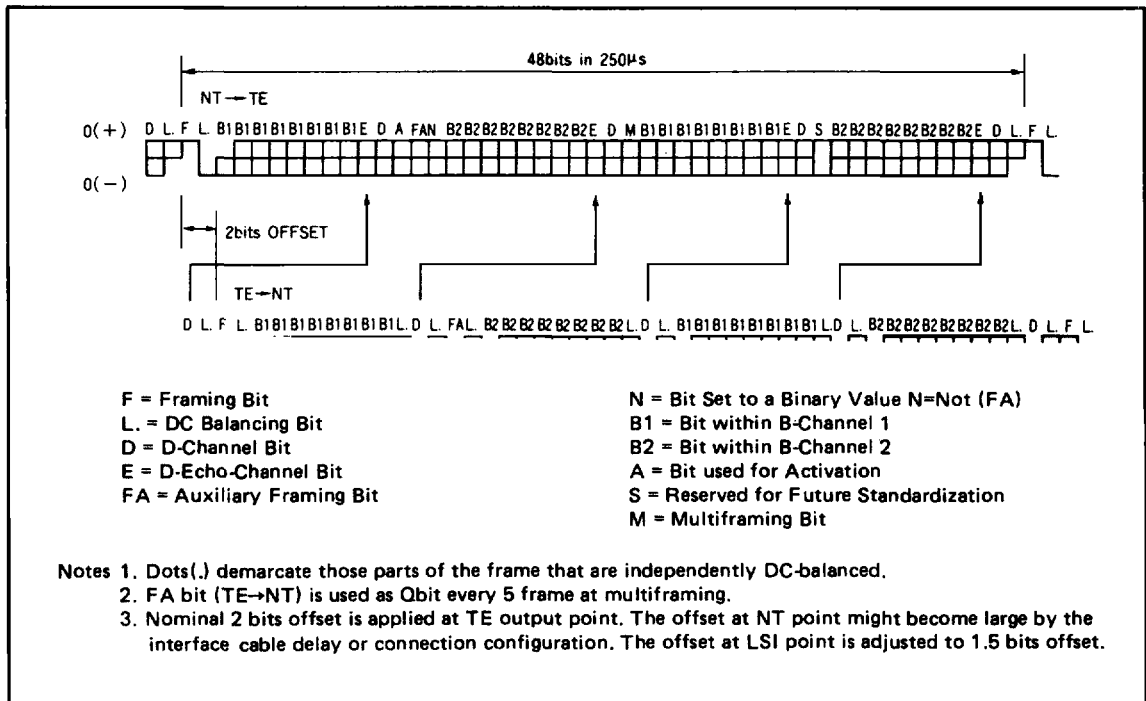 48bits in 250µs
NT→TE
0(+) D L. F L. B1B1B1B1B1B1B1B1E D A FAN B2B2B2B2B2B2B2B2E D M B1B1B1B1B1B1B1B1E D S B2B2B2B2B2B2B2B2E D L. F L.
0(−)
2bits OFFSET
TE→NT
D L. F L. B1B1B1B1B1B1B1B1L. D L. FAL. B2B2B2B2B2B2B2B2L. D L. B1B1B1B1B1B1B1B1L. D L. B2B2B2B2B2B2B2B2L. D L. F L.
F = Framing Bit
L. = DC Balancing Bit
D = D-Channel Bit
E = D-Echo-Channel Bit
FA = Auxiliary Framing Bit
N = Bit Set to a Binary Value N=Not (FA)
B1 = Bit within B-Channel 1
B2 = Bit within B-Channel 2
A = Bit used for Activation
S = Reserved for Future Standardization
M = Multiframing Bit
Notes 1. Dots(.) demarcate those parts of the frame that are independently DC-balanced.
2. FA bit (TE→NT) is used as Qbit every 5 frame at multiframing.
3. Nominal 2 bits offset is applied at TE output point. The offset at NT point might become large by the
interface cable delay or connection configuration. The offset at LSI point is adjusted to 1.5 bits offset.